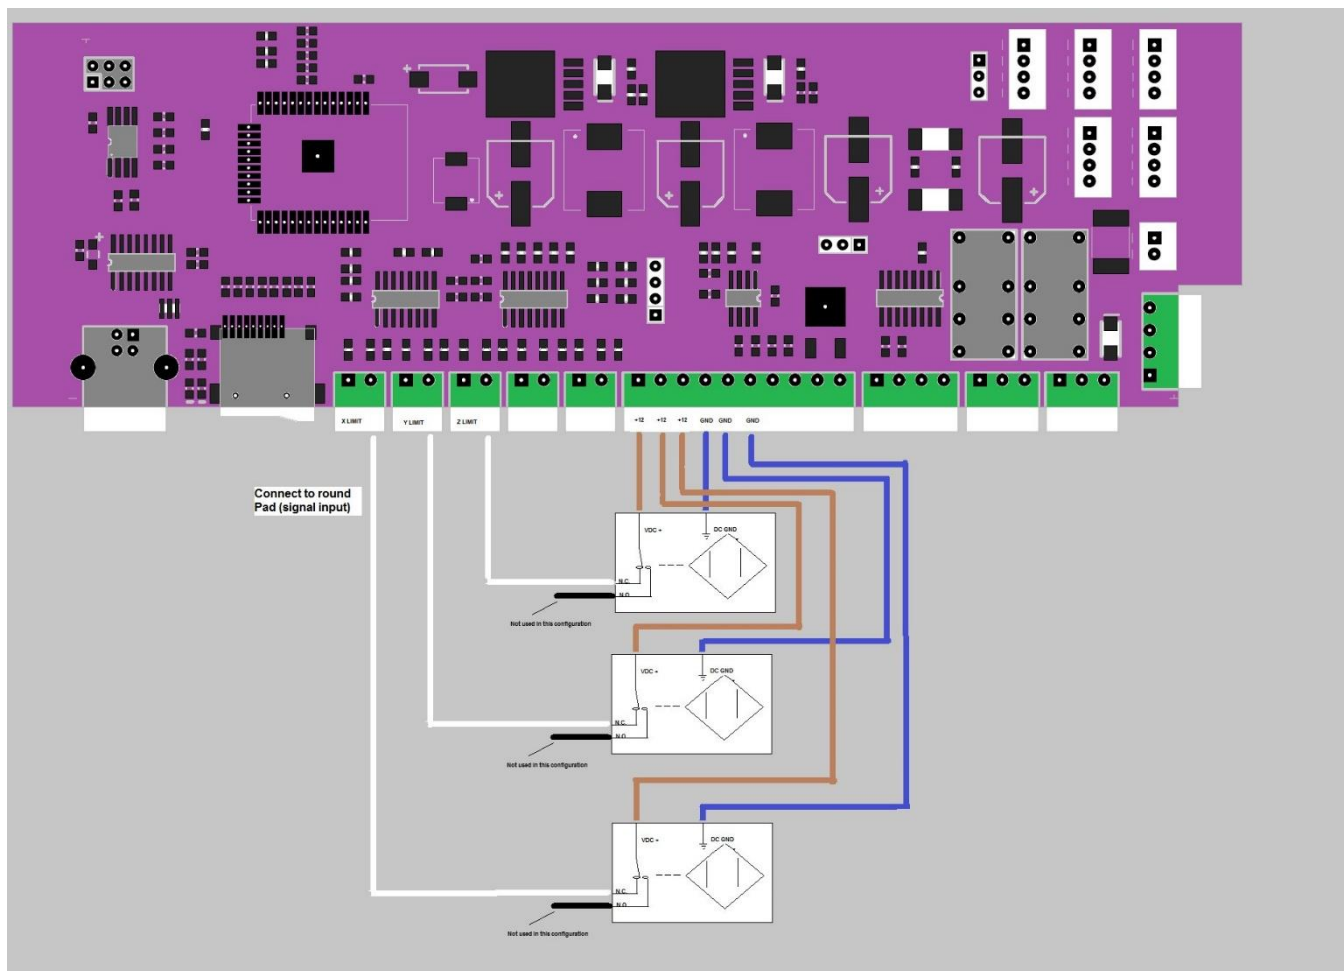 X LIMIT
Y LIMIT
Z LIMIT
+12
+12
+12
GND
GND
GND
Connect to round
Pad (signal input)
VDC +
DC GND
N.C.
N.O.
Not used in this configuration
VDC +
DC GND
N.C.
N.O.
Not used in this configuration
VDC +
DC GND
N.C.
N.O.
Not used in this configuration